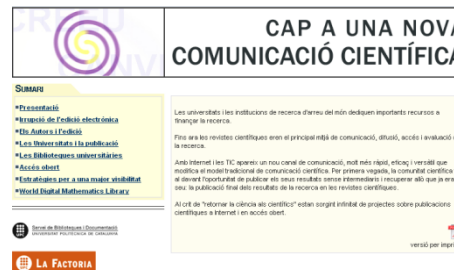 CAP A UNA NOVA
COMUNICACIÓ CIENTÍFICA
SUMARI
Presentació
Irrupció de l'edició electrónica
Els Autors i l'edició
Les Universitats i la publicació
Les Biblioteques universitàries
Accés obert
Estratègies per a una major visibilitat
World Digital Mathematics Library
Les universitats i les institucions de recerca d'arreu del món dediquen importants recursos a
finançar la recerca.
Fins ara les revistes científiques eren el principal mitjà de comunicació, difusió, accés i avaluació de
la recerca.
Amb Internet i les TIC apareix un nou canal de comunicació, molt més ràpid, eficaç i versàtil que
modifica el model tradicional de comunicació científica. Per primera vegada, la comunitat científica té
al davant l'oportunitat de publicar els seus resultats sense intermediaris i recuperar allò que ja era
seu: la publicació final dels resultats de la recerca en les revistes científiques.
Al crit de "retornar la ciència als científics" estan sorgint infinitat de projectes sobre publicacions
científiques a Internet i en accés obert.
versió per imprimir
Servei de Biblioteques i Documentació
UNIVERSITAT POLITÈCNICA DE CATALUNYA
LA FACTORIA